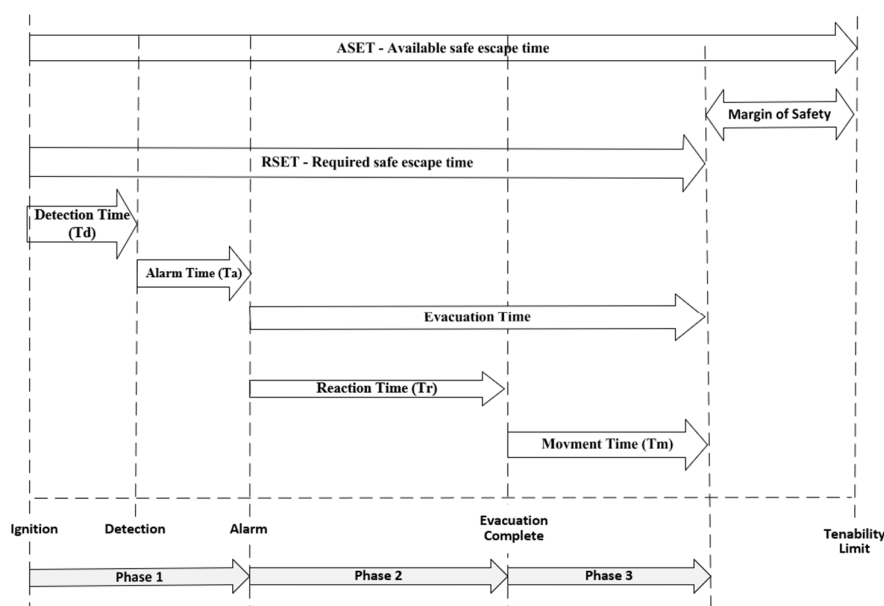 ASET - Available safe escape time
Margin of Safety
RSET - Required safe escape time
Detection Time
(Td)
Alarm Time (Ta)
Evacuation Time
Reaction Time (Tr)
Movment Time (Tm)
Ignition
Detection
Alarm
Evacuation
Complete
Tenability
Limit
Phase 1
Phase 2
Phase 3